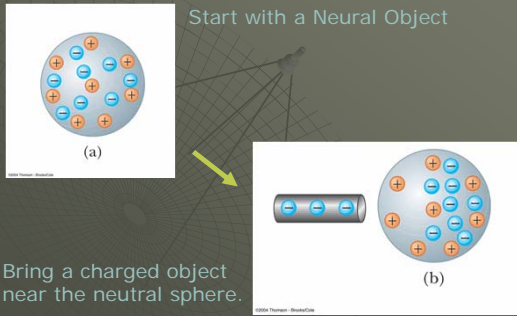 Start with a Neural Object
(a)
©2004 Thomson - Brooks/Cole
(b)
©2004 Thomson - Brooks/Cole
Bring a charged object
near the neutral sphere.